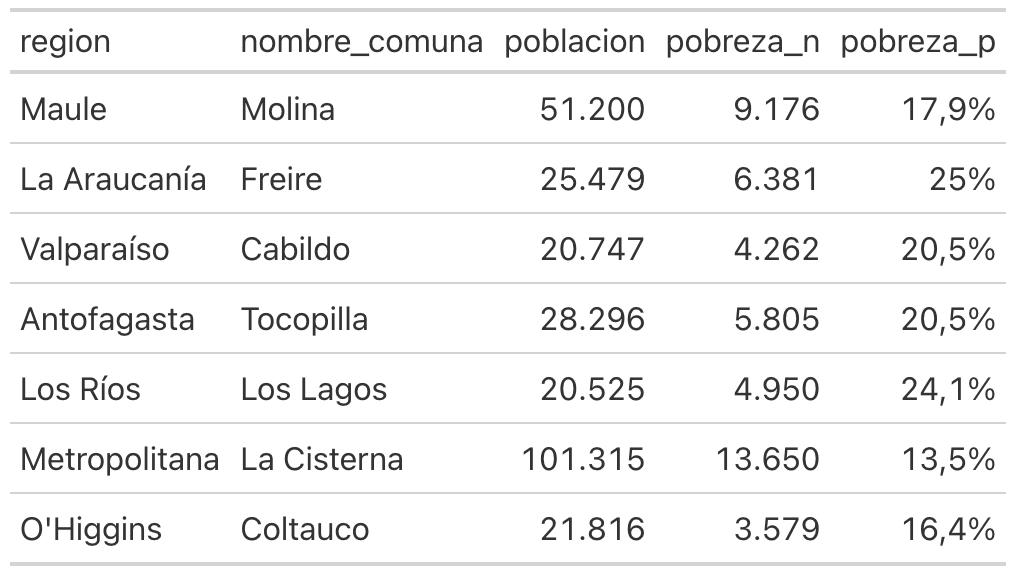 region nombre_comuna poblacion pobreza_n pobreza_p
Maule Molina 51.200 9.176 17,9%
La Araucanía Freire 25.479 6.381 25%
Valparaíso Cabildo 20.747 4.262 20,5%
Antofagasta Tocopilla 28.296 5.805 20,5%
Los Ríos Los Lagos 20.525 4.950 24,1%
Metropolitana La Cisterna 101.315 13.650 13,5%
O'Higgins Coltauco 21.816 3.579 16,4%